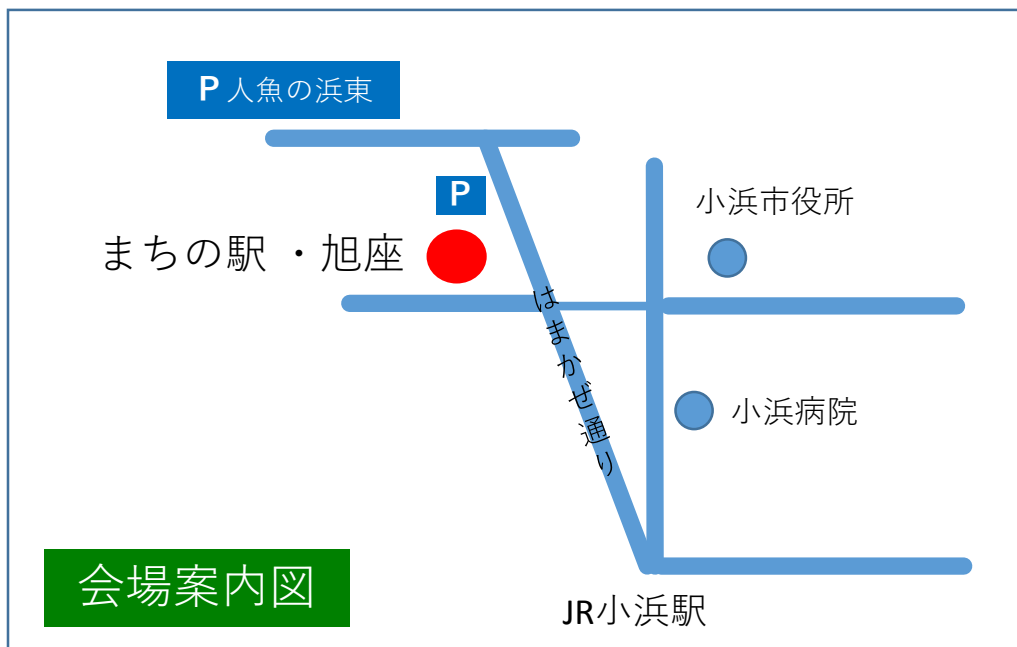 P 人魚の浜東
P
小浜市役所
まちの駅 ・旭座
はまかぜ通り
小浜病院
会場案内図
JR小浜駅